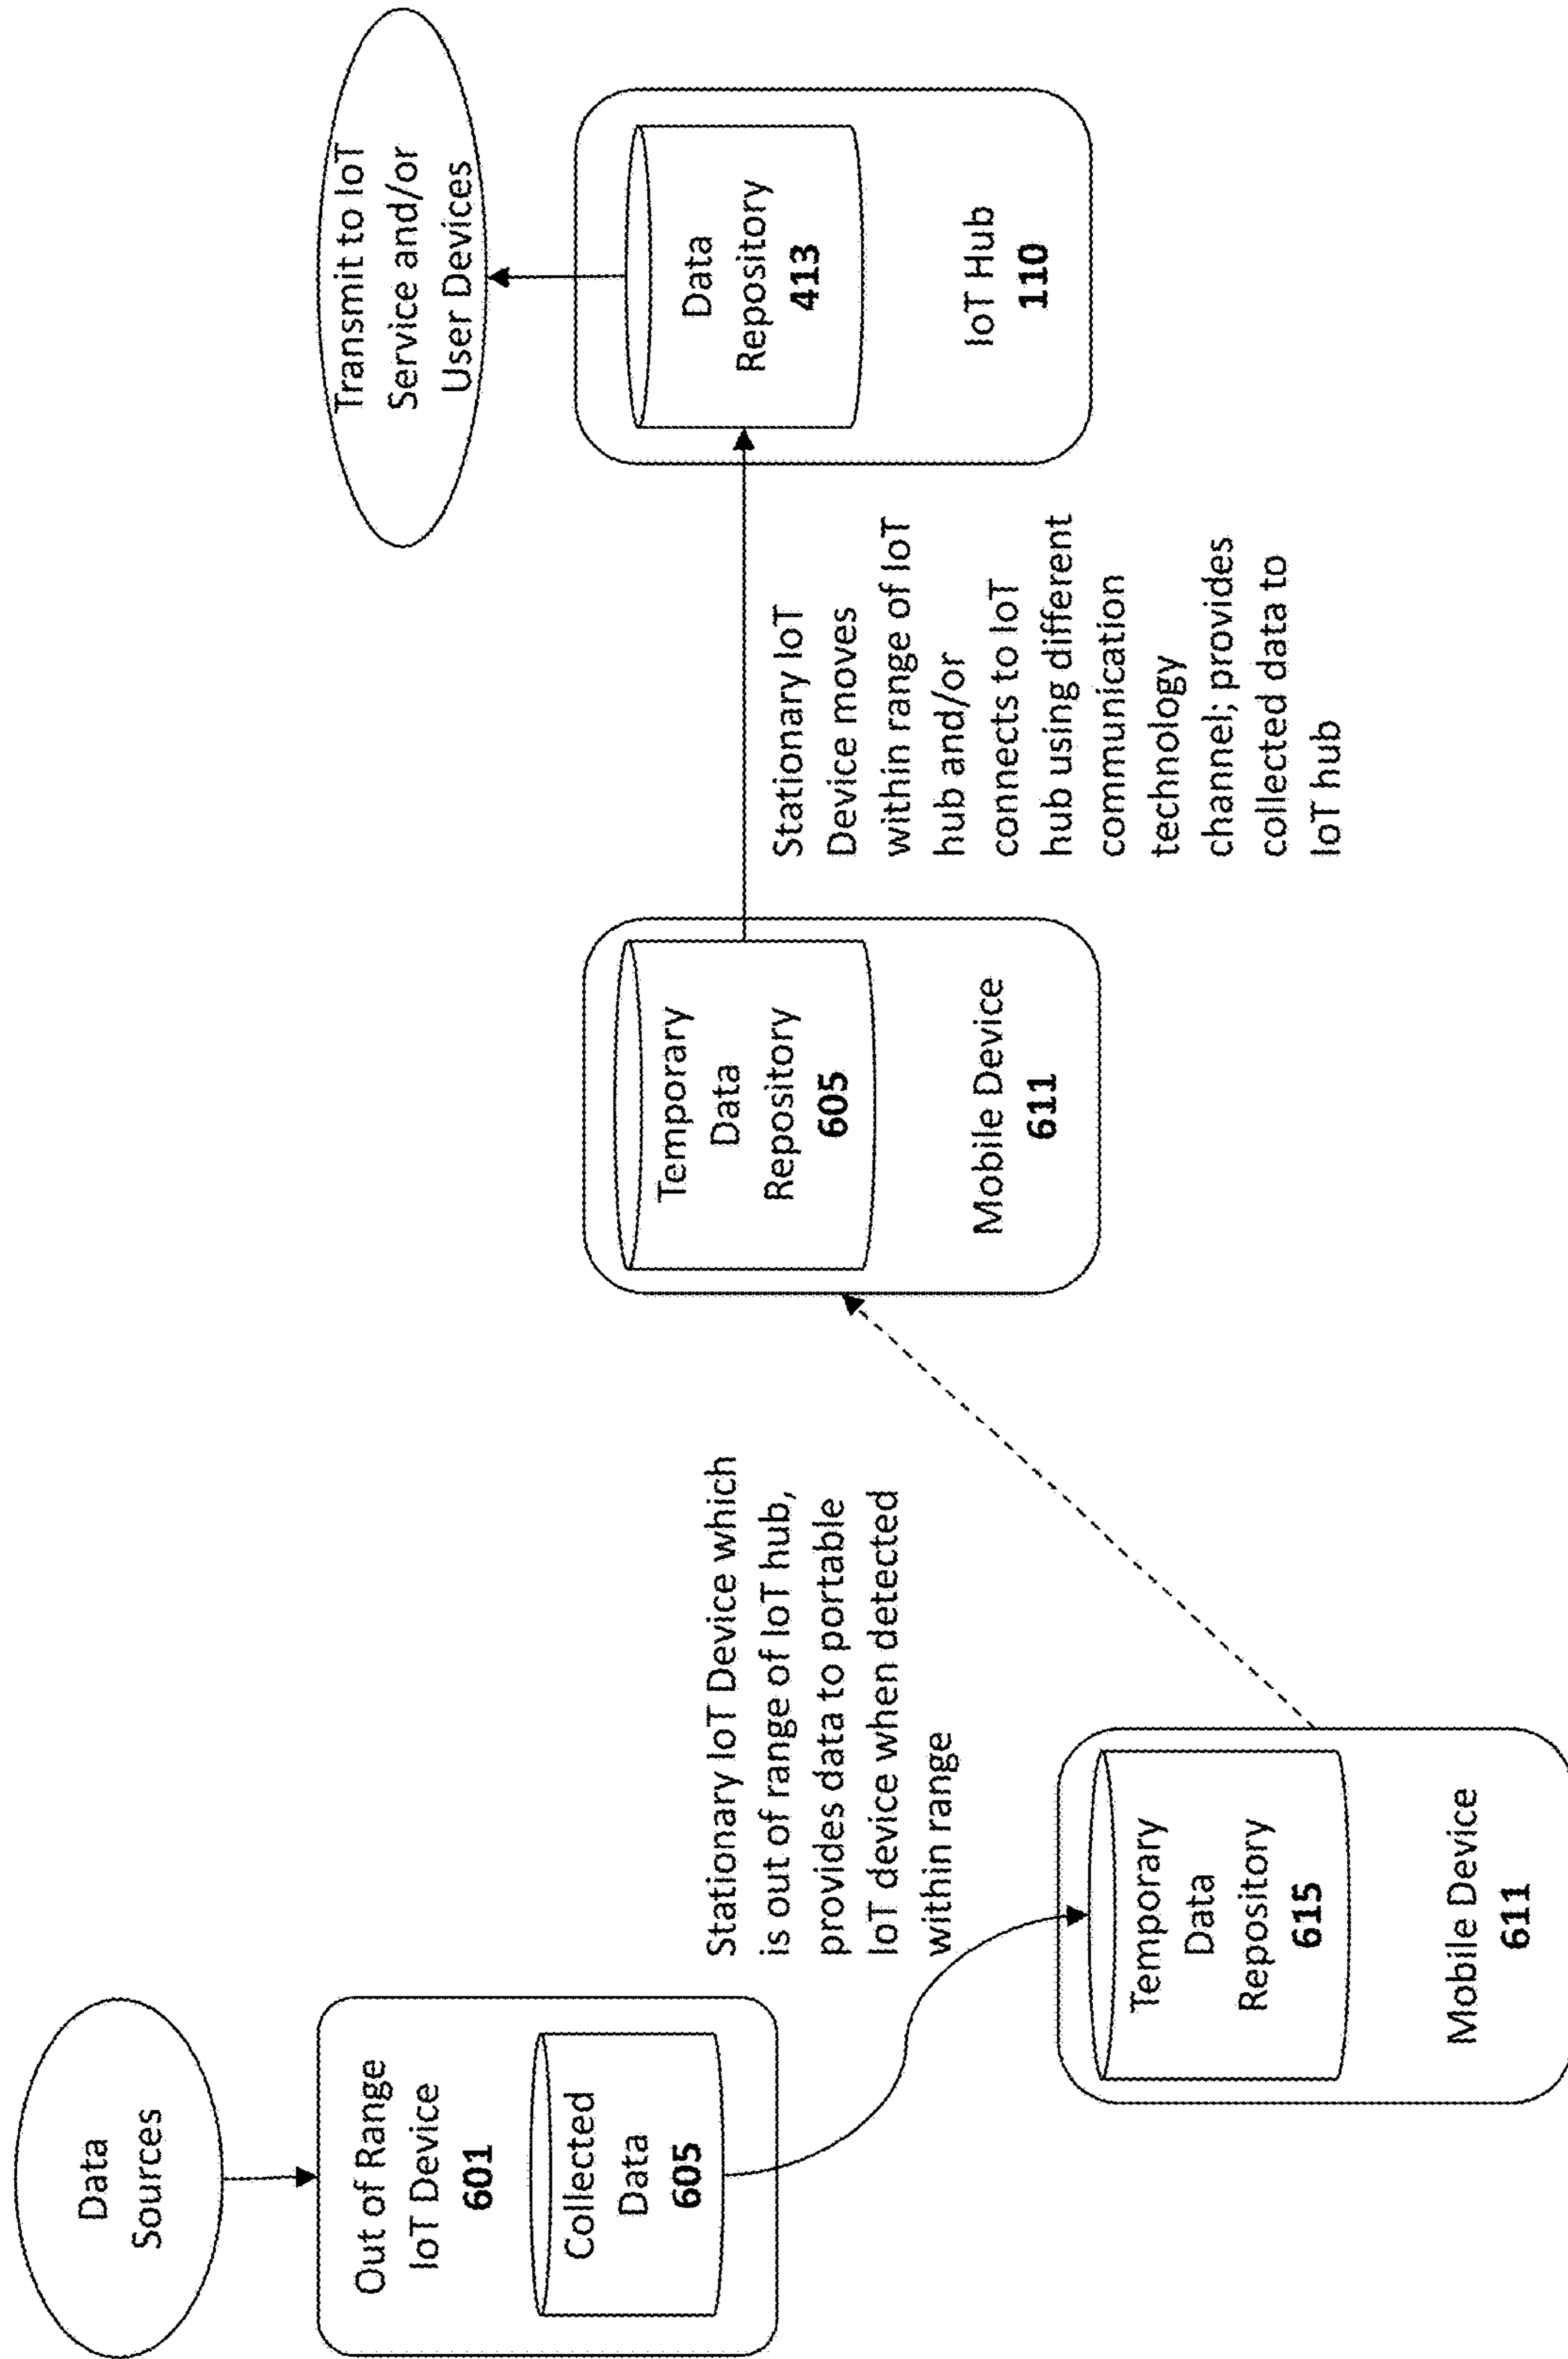 Data
Sources
Out of Range
IoT Device
601
Collected
Data
605
Stationary IoT Device which
is out of range of IoT hub,
provides data to portable
IoT device when detected
within range
Temporary
Data
Repository
615
Mobile Device
611
Temporary
Data
Repository
605
Mobile Device
611
Stationary IoT
Device moves
within range of IoT
hub and/or
connects to IoT
hub using different
communication
technology
channel; provides
collected data to
IoT hub
Transmit to IoT
Service and/or
User Devices
Data
Repository
413
IoT Hub
110